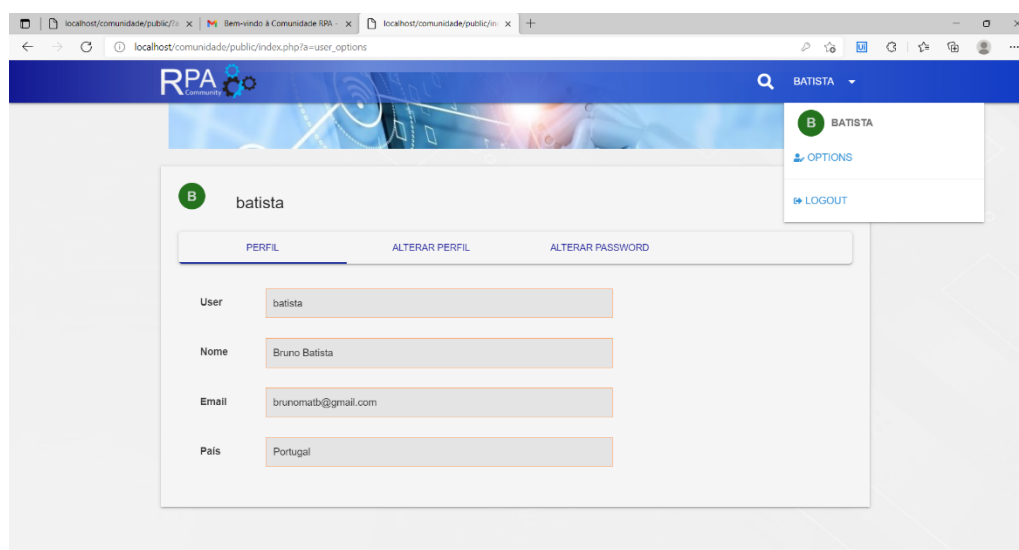 localhost/comunidade/public/?a
Bem-vindo à Comunidade RPA -
localhost/comunidade/public/in
localhost/comunidade/public/index.php?a=user_options
RPA
Community
BATISTA
B BATISTA
OPTIONS
LOGOUT
B batista
PERFIL ALTERAR PERFIL ALTERAR PASSWORD
User batista
Nome Bruno Batista
Email brunomatb@gmail.com
País Portugal